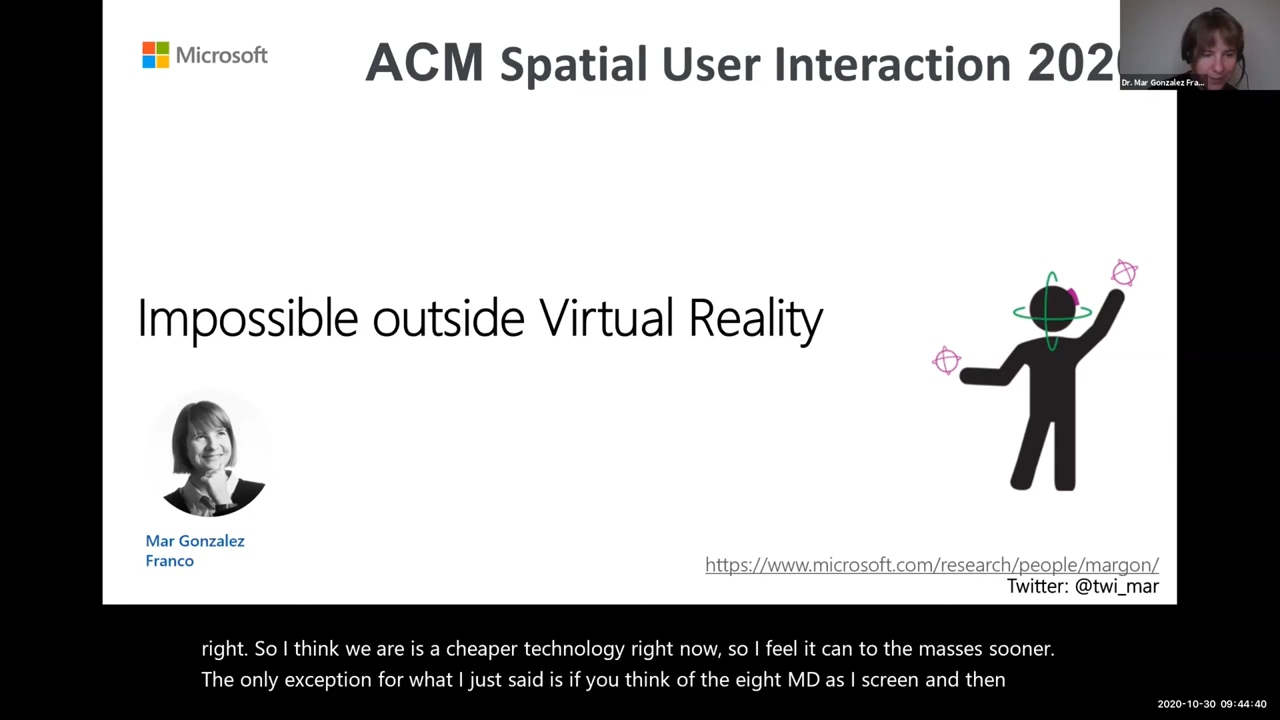 Microsoft
ACM Spatial User Interaction 202
Dr. Mar Gonzalez Fra...
Impossible outside Virtual Reality
Mar Gonzalez
Franco
https://www.microsoft.com/research/people/margon/
Twitter: @twi_mar
right. So I think we are is a cheaper technology right now, so I feel it can to the masses sooner.
The only exception for what I just said is if you think of the eight MD as I screen and then
2020-10-30 09:44:40